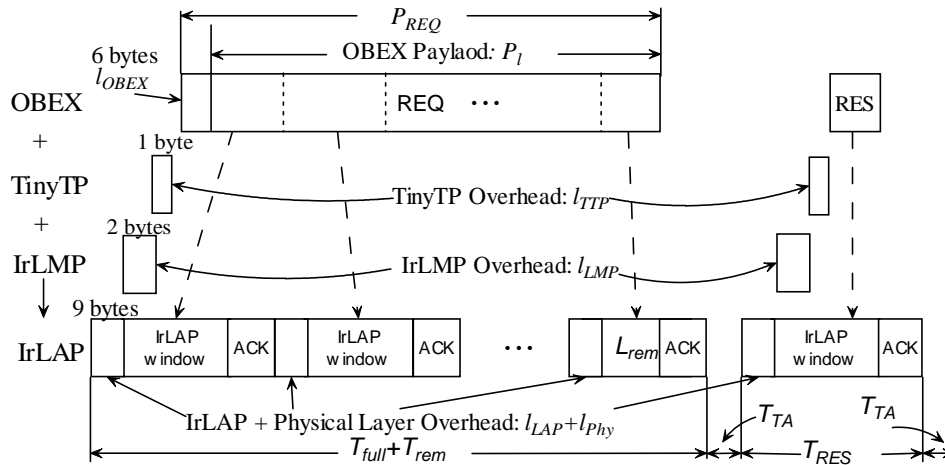 P_REQ
OBEX Paylaod: P_l
6 bytes
l_OBEX
OBEX
REQ ...
RES
+
1 byte
TinyTP
TinyTP Overhead: l_TTP
+
2 bytes
IrLMP
IrLMP Overhead: l_LMP
9 bytes
IrLAP
IrLAP window
ACK
IrLAP window
ACK
...
L_rem
ACK
IrLAP window
ACK
IrLAP + Physical Layer Overhead: l_LAP+l_Phy
T_TA
T_TA
T_full+T_rem
T_RES